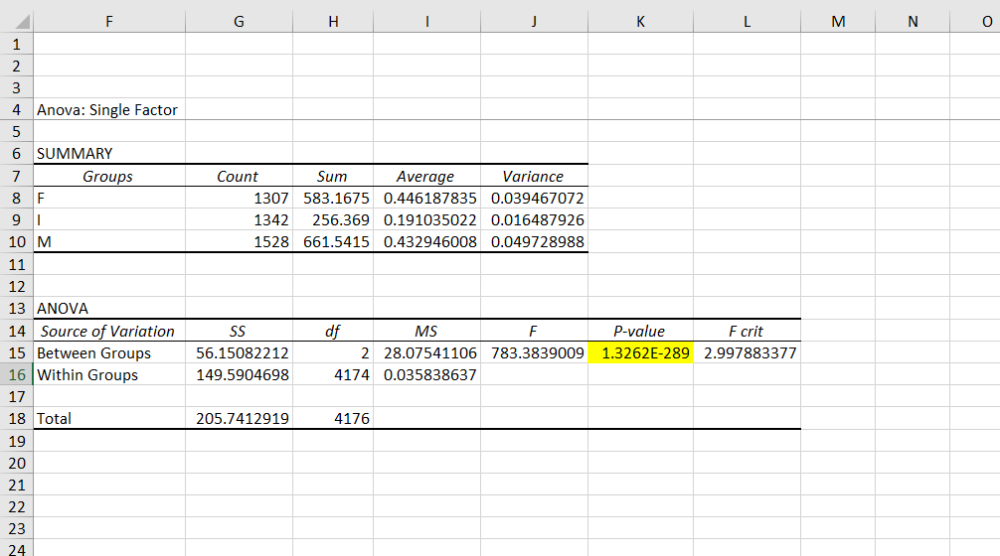 F G H I J K L M N O
1
2
3
4 Anova: Single Factor
5
6 SUMMARY
7 Groups Count Sum Average Variance
8 F 1307 583.1675 0.446187835 0.039467072
9 I 1342 256.369 0.191035022 0.016487926
10 M 1528 661.5415 0.432946008 0.049728988
11
12
13 ANOVA
14 Source of Variation SS df MS F P-value F crit
15 Between Groups 56.15082212 2 28.07541106 783.3839009 1.3262E-289 2.997883377
16 Within Groups 149.5904698 4174 0.035838637
17
18 Total 205.7412919 4176
19
20
21
22
23
24